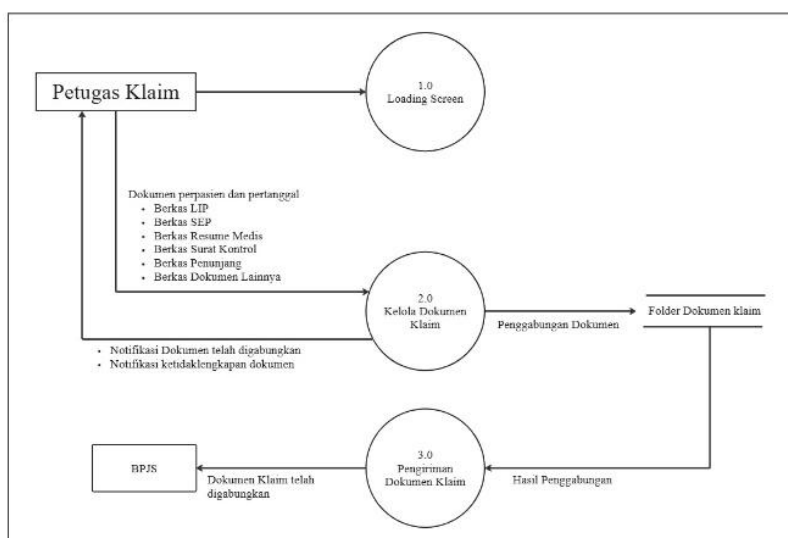 Petugas Klaim
1.0
Loading Screen
Dokumen perpasien dan pertanggal
• Berkas LIP
• Berkas SEP
• Berkas Resume Medis
• Berkas Surat Kontrol
• Berkas Penunjang
• Berkas Dokumen Lainnya
2.0
Kelola Dokumen
Klaim
Penggabungan Dokumen
Folder Dokumen klaim
• Notifikasi Dokumen telah digabungkan
• Notifikasi ketidaklengkapan dokumen
BPJS
Dokumen Klaim telah
digabungkan
3.0
Pengiriman
Dokumen Klaim
Hasil Penggabungan